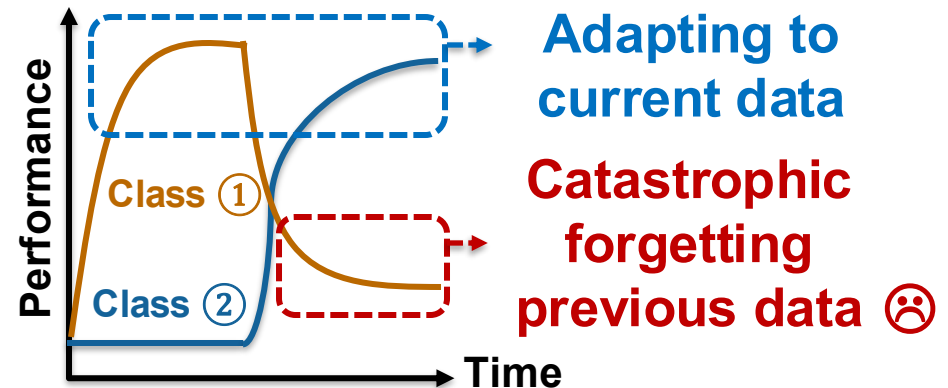 Performance
Class ①
Class ②
Time
Adapting to
current data
Catastrophic
forgetting
previous data ☹